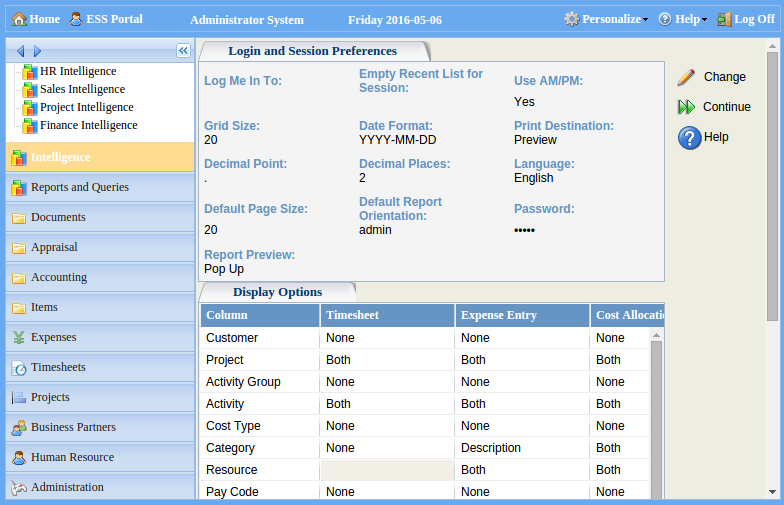 Home ESS Portal Administrator System Friday 2016-05-06 Personalize Help Log Off
HR Intelligence
Sales Intelligence
Project Intelligence
Finance Intelligence
Intelligence
Reports and Queries
Documents
Appraisal
Accounting
Items
Expenses
Timesheets
Projects
Business Partners
Human Resource
Administration
Login and Session Preferences
Log Me In To: Empty Recent List for Session: Use AM/PM:
Yes
Grid Size: Date Format: Print Destination:
20 YYYY-MM-DD Preview
Decimal Point: Decimal Places: Language:
. 2 English
Default Page Size: Default Report Orientation: Password:
20 admin •••••
Report Preview:
Pop Up
Display Options
Column Timesheet Expense Entry Cost Allocatio
Customer None None None
Project Both Both Both
Activity Group None None None
Activity Both Both Both
Cost Type None None None
Category None Description Both
Resource Both Both
Pay Code None None None
Change
Continue
Help